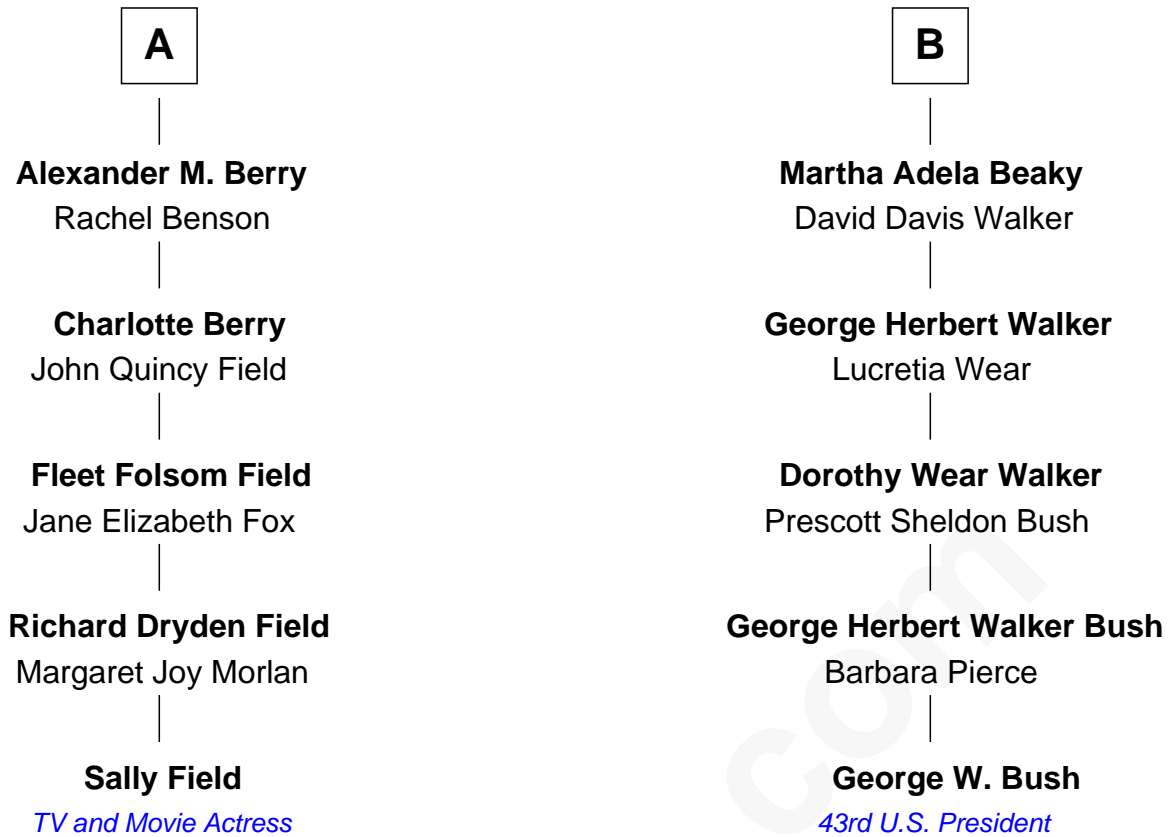 A
Alexander M. Berry
Rachel Benson
Charlotte Berry
John Quincy Field
Fleet Folsom Field
Jane Elizabeth Fox
Richard Dryden Field
Margaret Joy Morlan
Sally Field
TV and Movie Actress
B
Martha Adela Beaky
David Davis Walker
George Herbert Walker
Lucretia Wear
Dorothy Wear Walker
Prescott Sheldon Bush
George Herbert Walker Bush
Barbara Pierce
George W. Bush
43rd U.S. President
com